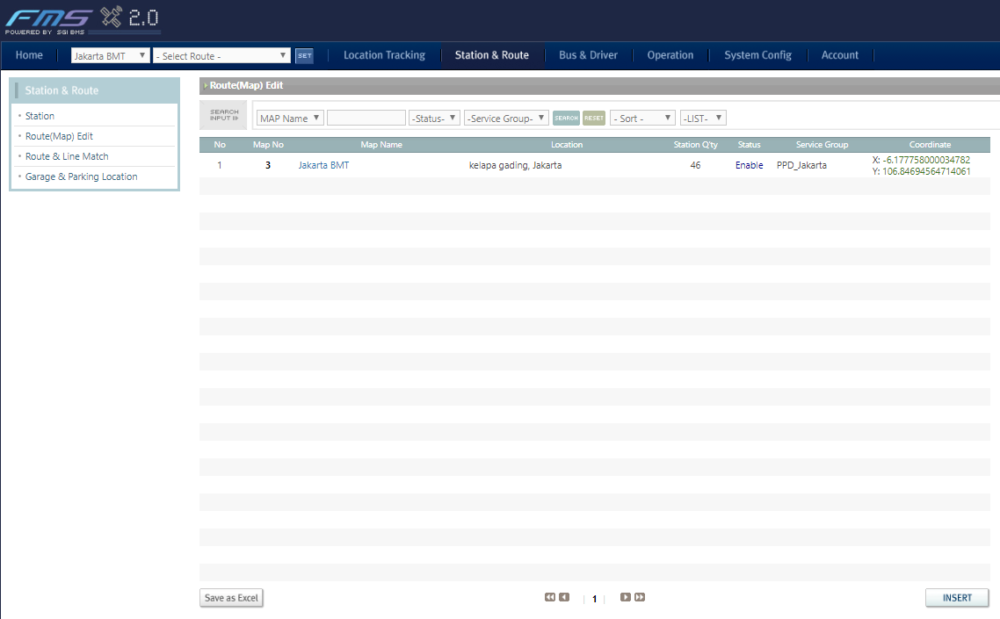 FMS 2.0
POWERED BY SGI BMS
Home Jakarta BMT - Select Route - SET Location Tracking Station & Route Bus & Driver Operation System Config Account
Station & Route
Station
Route(Map) Edit
Route & Line Match
Garage & Parking Location
Route(Map) Edit
SEARCH
INPUT
MAP Name -Status- -Service Group- SEARCH RESET - Sort - -LIST-
No Map No Map Name Location Station Q'ty Status Service Group Coordinate
1 3 Jakarta BMT kelapa gading, Jakarta 46 Enable PPD_Jakarta X: -6.177758000034782
Y: 106.84694564714061
Save as Excel | 1 | INSERT